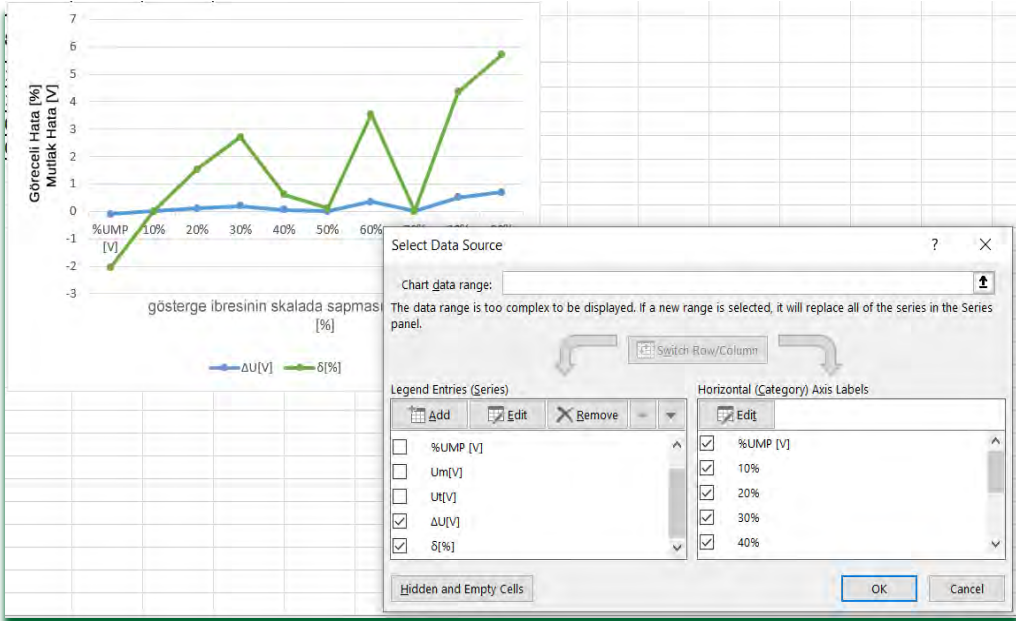 7
6
5
4
3
2
1
0
-1
-2
-3
Göreceli Hata [%]
Mutlak Hata [V]
%UMP [V]
10%
20%
30%
40%
50%
60%
gösterge ibresinin skalada sapması
[%]
ΔU[V]
δ[%]
Select Data Source
?
Chart data range:
The data range is too complex to be displayed. If a new range is selected, it will replace all of the series in the Series
panel.
Switch Row/Column
Legend Entries (Series)
Add
Edit
Remove
%UMP [V]
Um[V]
Ut[V]
ΔU[V]
δ[%]
Horizontal (Category) Axis Labels
Edit
%UMP [V]
10%
20%
30%
40%
Hidden and Empty Cells
OK
Cancel